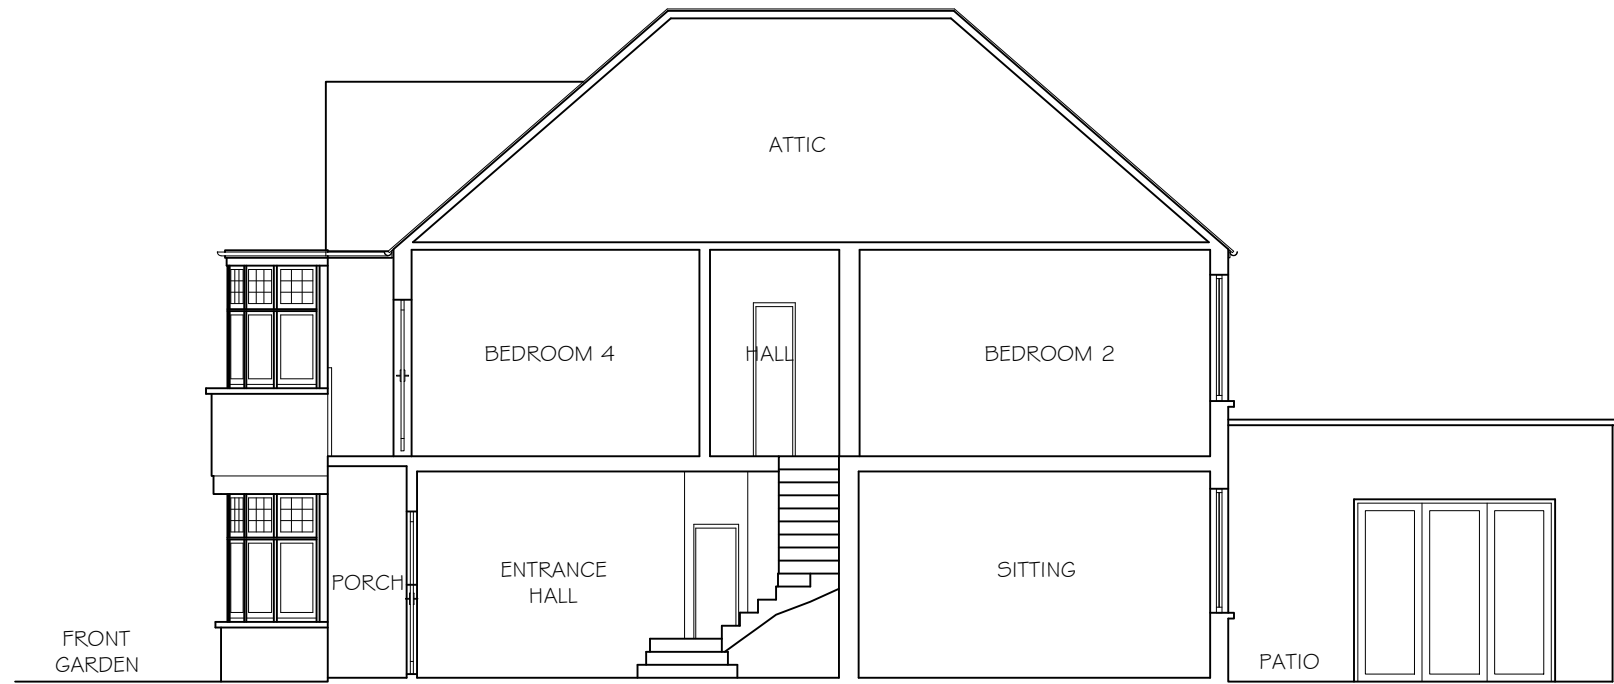 ATTIC
BEDROOM 4
HALL
BEDROOM 2
PORCH
ENTRANCE
HALL
SITTING
FRONT
GARDEN
PATIO